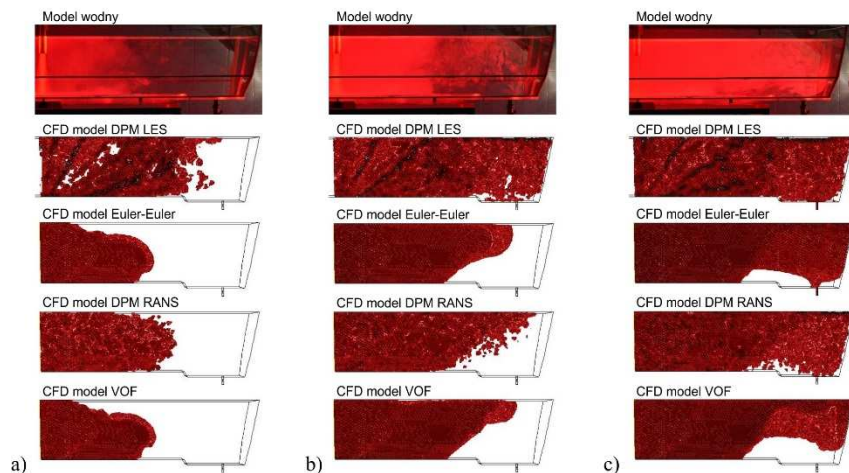 Model wodny
Model wodny
Model wodny
CFD model DPM LES
CFD model DPM LES
CFD model DPM LES
CFD model Euler-Euler
CFD model Euler-Euler
CFD model Euler-Euler
CFD model DPM RANS
CFD model DPM RANS
CFD model DPM RANS
CFD model VOF
CFD model VOF
CFD model VOF
a)
b)
c)